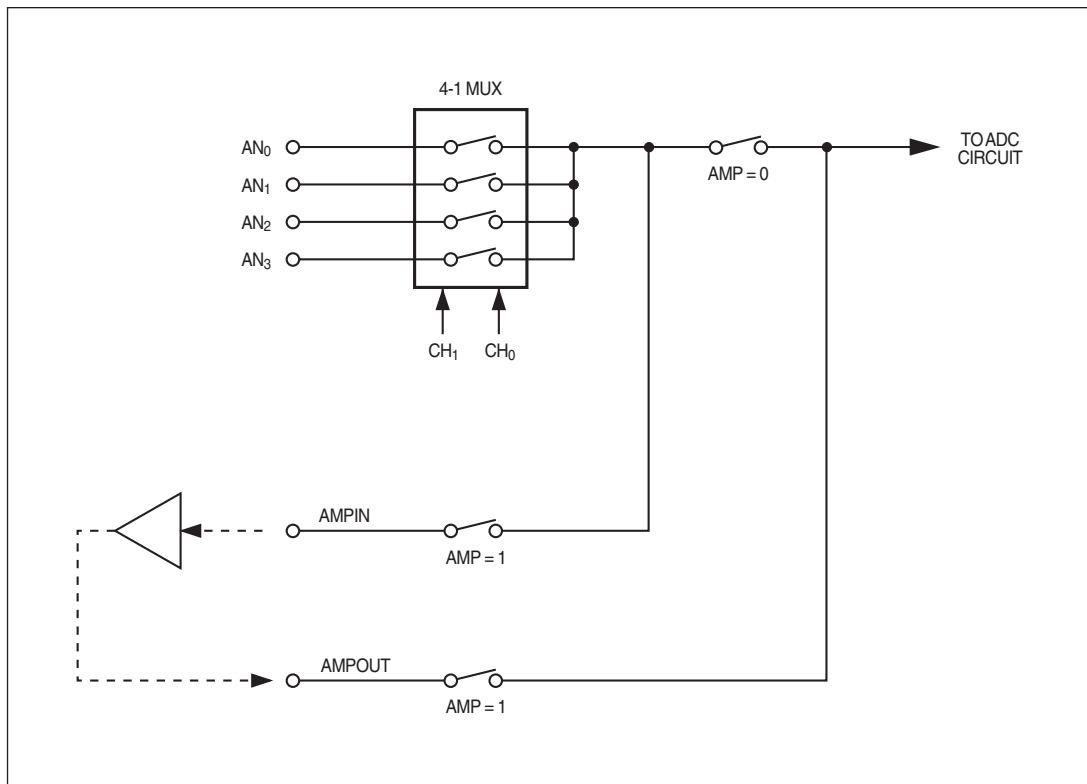 4-1 MUX
AN₀
AN₁
AN₂
AN₃
CH₁
CH₀
AMP = 0
TO ADC
CIRCUIT
AMPIN
AMP = 1
AMPOUT
AMP = 1